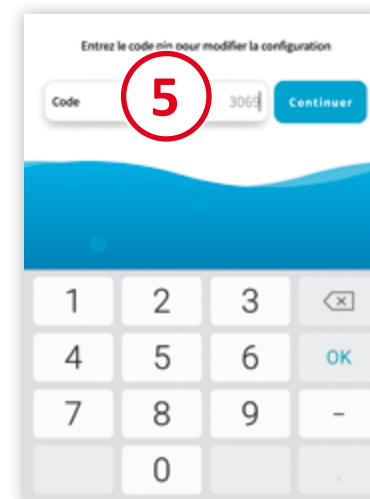 Entrez le code pin pour modifier la configuration
Code 5 3069 Continuer
1 2 3
4 5 6 OK
7 8 9 -
0 ,